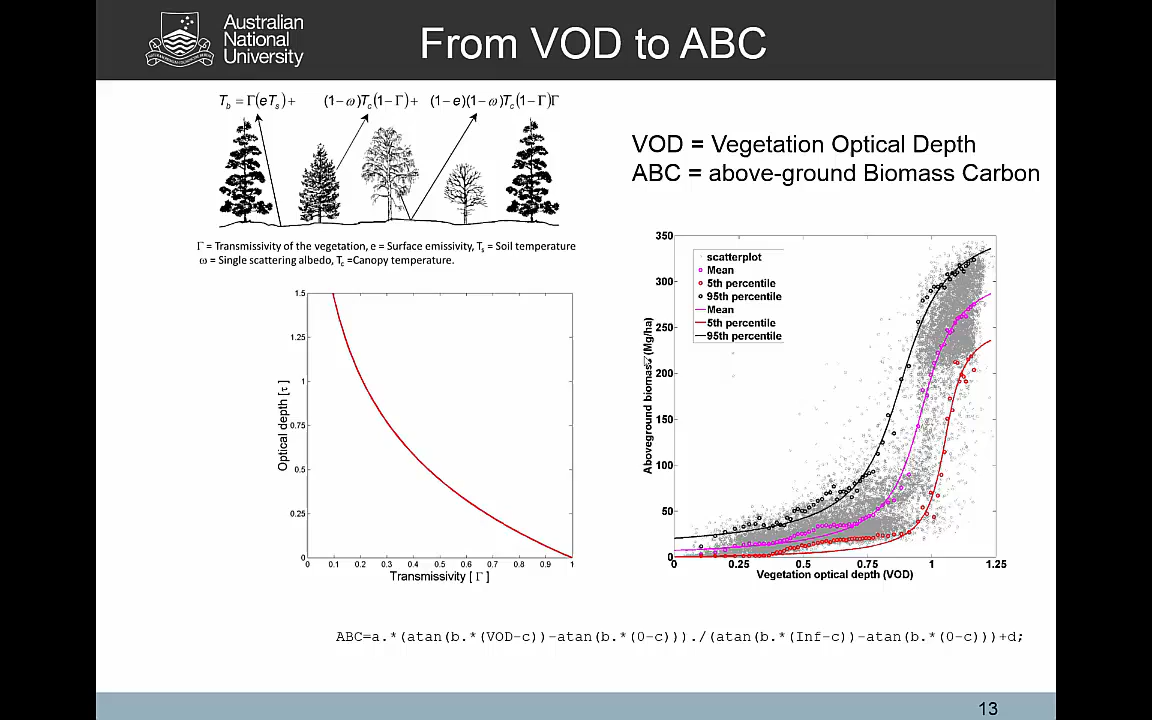 Australian
National
University
From VOD to ABC
T_b = Γ(eT_s) + (1−ω)T_c(1−Γ) + (1−e)(1−ω)T_c(1−Γ)Γ
VOD = Vegetation Optical Depth
ABC = above-ground Biomass Carbon
Γ = Transmissivity of the vegetation, e = Surface emissivity, T_s = Soil temperature
ω = Single scattering albedo, T_c =Canopy temperature.
1.5
1.25
1
0.75
0.5
0.25
0
Optical depth [τ]
0 0.1 0.2 0.3 0.4 0.5 0.6 0.7 0.8 0.9 1
Transmissivity [Γ]
350
300
250
200
150
100
50
0
Aboveground biomass (Mg/ha)
scatterplot
Mean
5th percentile
95th percentile
Mean
5th percentile
95th percentile
0 0.25 0.5 0.75 1 1.25
Vegetation optical depth (VOD)
ABC=a.*(atan(b.*(VOD-c))-atan(b.*(0-c)))./(atan(b.*(Inf-c))-atan(b.*(0-c)))+d;
13